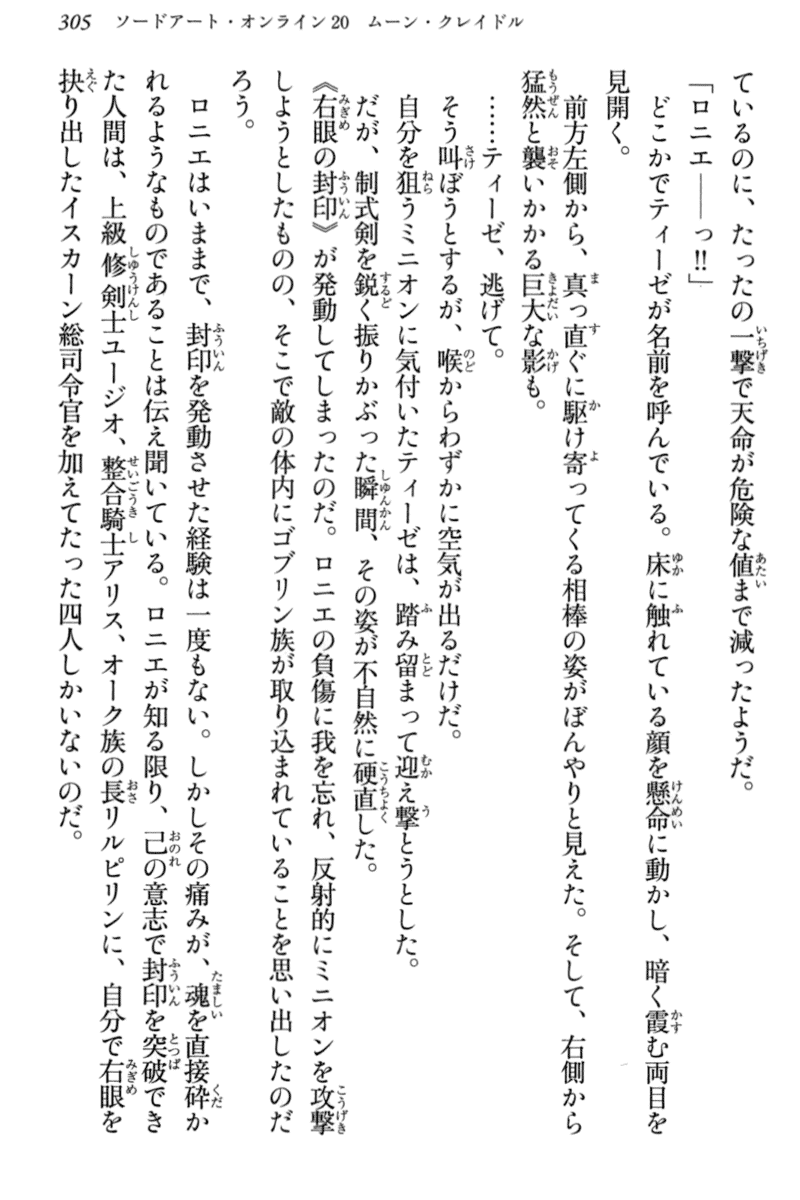 305 ソードアート・オンライン20 ムーン・クレイドル
ているのに、たったの一撃で天命が危険な値まで減ったようだ。
「ロニエ――っ!!」
どこかでティーゼが名前を呼んでいる。床に触れている顔を懸命に動かし、暗く霞む両目を
見開く。
前方左側から、真っ直ぐに駆け寄ってくる相棒の姿がぼんやりと見えた。そして、右側から
猛然と襲いかかる巨大な影も。
……ティーゼ、逃げて。
そう叫ぼうとするが、喉からわずかに空気が出るだけだ。
自分を狙うミニオンに気付いたティーゼは、踏み留まって迎え撃とうとした。
だが、制式剣を鋭く振りかぶった瞬間、その姿が不自然に硬直した。
《右眼の封印》が発動してしまったのだ。ロニエの負傷に我を忘れ、反射的にミニオンを攻撃
しようとしたものの、そこで敵の体内にゴブリン族が取り込まれていることを思い出したのだ
ろう。
ロニエはいままで、封印を発動させた経験は一度もない。しかしその痛みが、魂を直接砕か
れるようなものであることは伝え聞いている。ロニエが知る限り、己の意志で封印を突破でき
た人間は、上級修剣士ユージオ、整合騎士アリス、オーク族の長リルピリンに、自分で右眼を
抉り出したイスカーン総司令官を加えてたった四人しかいないのだ。